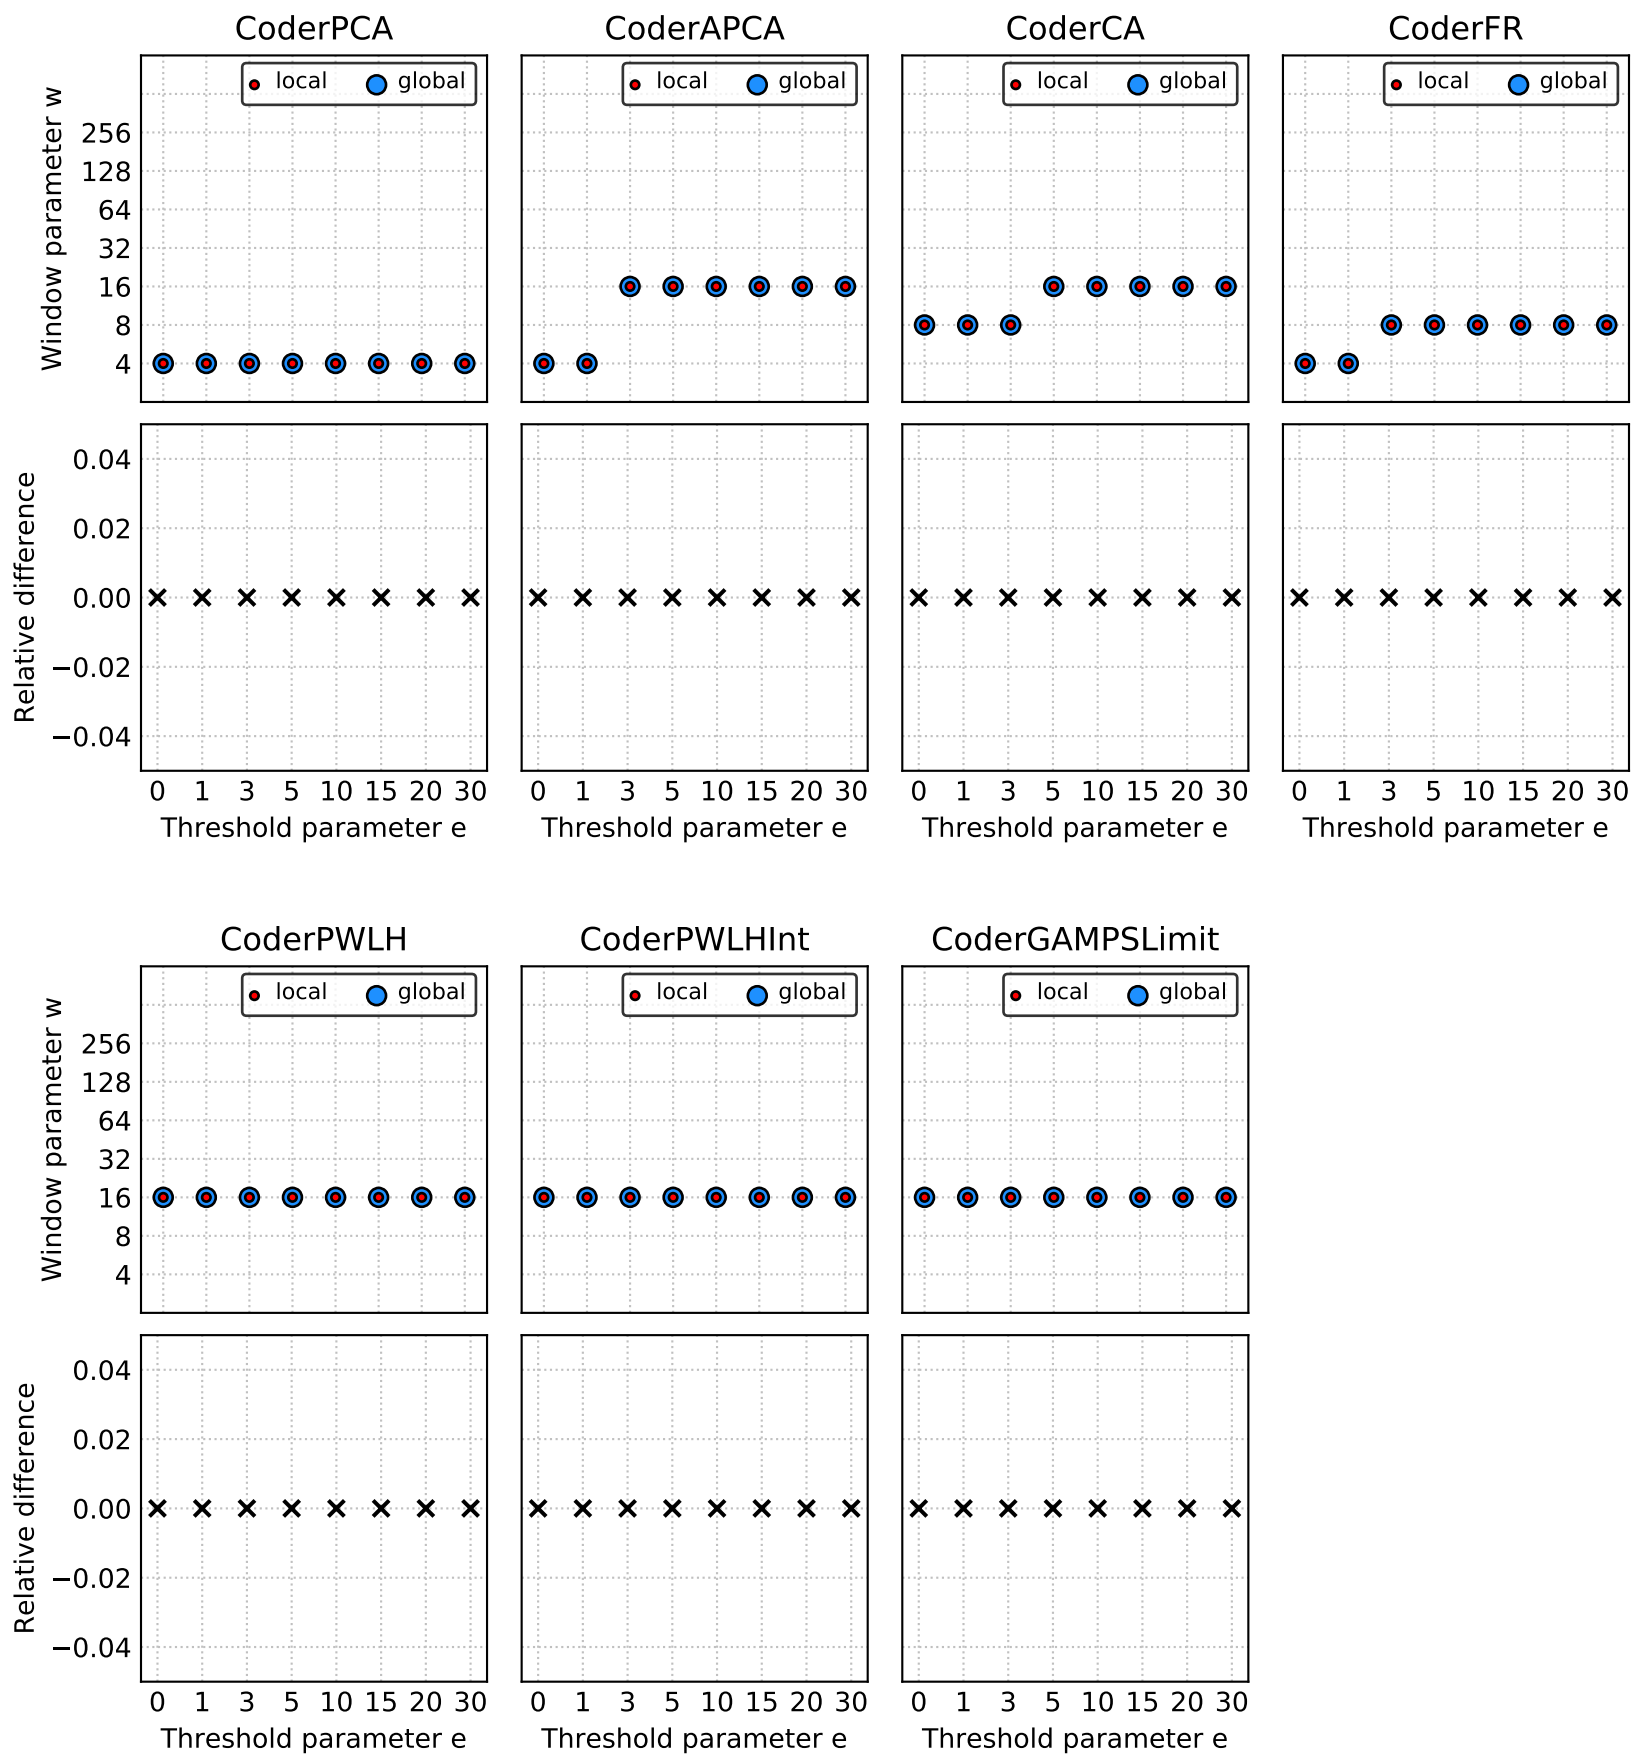 CoderPCA CoderAPCA CoderCA CoderFR
local global local global local global local global
Window parameter w
256
128
64
32
16
8
4
Relative difference
0.04
0.02
0.00
−0.02
−0.04
0 1 3 5 10 15 20 30 0 1 3 5 10 15 20 30 0 1 3 5 10 15 20 30 0 1 3 5 10 15 20 30
Threshold parameter e Threshold parameter e Threshold parameter e Threshold parameter e
CoderPWLH CoderPWLHInt CoderGAMPSLimit
local global local global local global
Window parameter w
256
128
64
32
16
8
4
Relative difference
0.04
0.02
0.00
−0.02
−0.04
0 1 3 5 10 15 20 30 0 1 3 5 10 15 20 30 0 1 3 5 10 15 20 30
Threshold parameter e Threshold parameter e Threshold parameter e